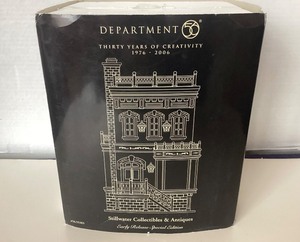 DEPARTMENT 56
THIRTY YEARS OF CREATIVITY
1976 - 2006
Stillwater Collectibles & Antiques
Early Release - Special Edition